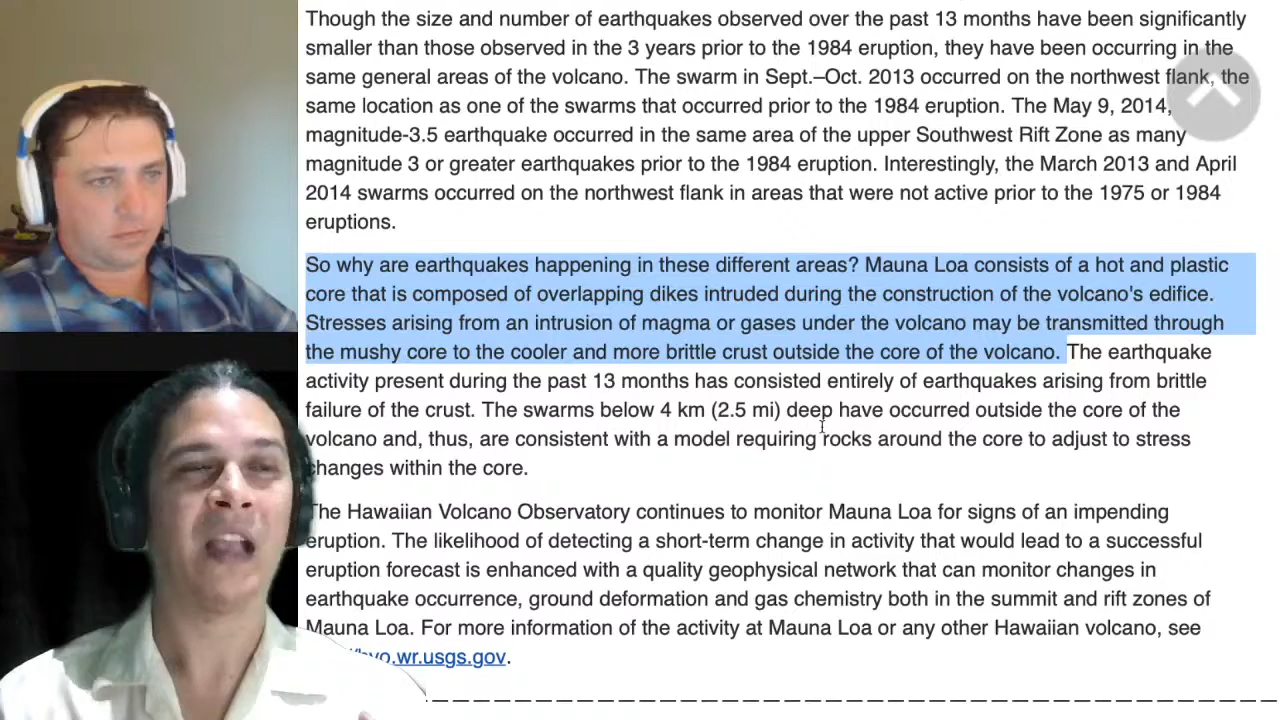 Though the size and number of earthquakes observed over the past 13 months have been significantly
smaller than those observed in the 3 years prior to the 1984 eruption, they have been occurring in the
same general areas of the volcano. The swarm in Sept.–Oct. 2013 occurred on the northwest flank, the
same location as one of the swarms that occurred prior to the 1984 eruption. The May 9, 2014,
magnitude-3.5 earthquake occurred in the same area of the upper Southwest Rift Zone as many
magnitude 3 or greater earthquakes prior to the 1984 eruption. Interestingly, the March 2013 and April
2014 swarms occurred on the northwest flank in areas that were not active prior to the 1975 or 1984
eruptions.
So why are earthquakes happening in these different areas? Mauna Loa consists of a hot and plastic
core that is composed of overlapping dikes intruded during the construction of the volcano's edifice.
Stresses arising from an intrusion of magma or gases under the volcano may be transmitted through
the mushy core to the cooler and more brittle crust outside the core of the volcano. The earthquake
activity present during the past 13 months has consisted entirely of earthquakes arising from brittle
failure of the crust. The swarms below 4 km (2.5 mi) deep have occurred outside the core of the
volcano and, thus, are consistent with a model requiring rocks around the core to adjust to stress
changes within the core.
The Hawaiian Volcano Observatory continues to monitor Mauna Loa for signs of an impending
eruption. The likelihood of detecting a short-term change in activity that would lead to a successful
eruption forecast is enhanced with a quality geophysical network that can monitor changes in
earthquake occurrence, ground deformation and gas chemistry both in the summit and rift zones of
Mauna Loa. For more information of the activity at Mauna Loa or any other Hawaiian volcano, see
hvo.wr.usgs.gov.